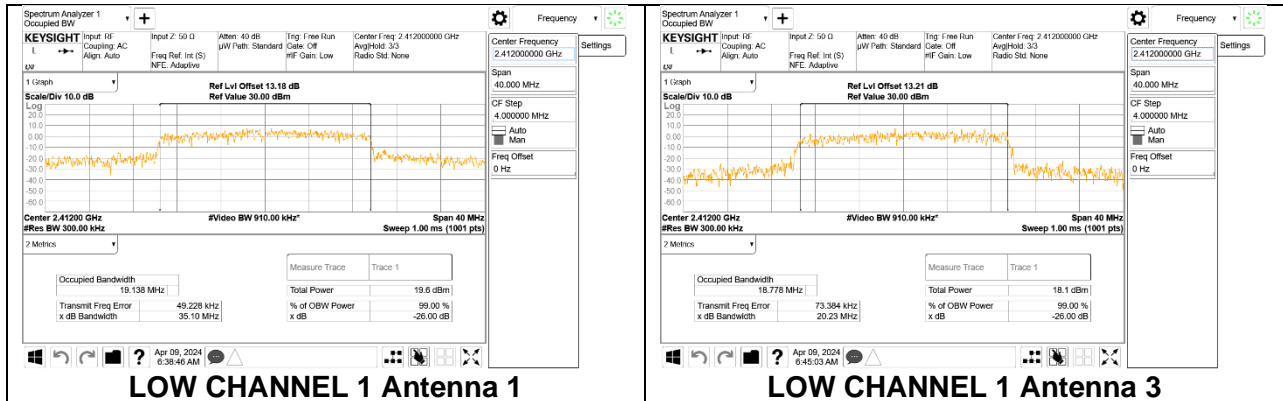 Spectrum Analyzer 1
Occupied BW
+
Frequency
KEYSIGHT
Input: RF
Coupling: AC
Align: Auto
Input Z: 50 Ω
Freq Ref: Int (S)
NFE: Adaptive
Atten: 40 dB
µW Path: Standard
Trig: Free Run
Gate: Off
#IF Gain: Low
Center Freq: 2.412000000 GHz
Avg|Hold: 3/3
Radio Std: None
Center Frequency
2.412000000 GHz
Settings
Span
40.000 MHz
CF Step
4.000000 MHz
Auto
Man
Freq Offset
0 Hz
1 Graph
Scale/Div 10.0 dB
Ref Lvl Offset 13.18 dB
Ref Value 30.00 dBm
Log
20.0
10.0
0.00
-10.0
-20.0
-30.0
-40.0
-50.0
-60.0
Center 2.41200 GHz
#Res BW 300.00 kHz
#Video BW 910.00 kHz*
Span 40 MHz
Sweep 1.00 ms (1001 pts)
2 Metrics
Measure Trace Trace 1
Occupied Bandwidth
19.138 MHz
Total Power 19.6 dBm
Transmit Freq Error 49.228 kHz
% of OBW Power 99.00 %
x dB Bandwidth 35.10 MHz
x dB -26.00 dB
?
Apr 09, 2024
6:38:46 AM
LOW CHANNEL 1 Antenna 1
Spectrum Analyzer 1
Occupied BW
+
Frequency
KEYSIGHT
Input: RF
Coupling: AC
Align: Auto
Input Z: 50 Ω
Freq Ref: Int (S)
NFE: Adaptive
Atten: 40 dB
µW Path: Standard
Trig: Free Run
Gate: Off
#IF Gain: Low
Center Freq: 2.412000000 GHz
Avg|Hold: 3/3
Radio Std: None
Center Frequency
2.412000000 GHz
Settings
Span
40.000 MHz
CF Step
4.000000 MHz
Auto
Man
Freq Offset
0 Hz
1 Graph
Scale/Div 10.0 dB
Ref Lvl Offset 13.21 dB
Ref Value 30.00 dBm
Log
20.0
10.0
0.00
-10.0
-20.0
-30.0
-40.0
-50.0
-60.0
Center 2.41200 GHz
#Res BW 300.00 kHz
#Video BW 910.00 kHz*
Span 40 MHz
Sweep 1.00 ms (1001 pts)
2 Metrics
Measure Trace Trace 1
Occupied Bandwidth
18.778 MHz
Total Power 18.1 dBm
Transmit Freq Error 73.384 kHz
% of OBW Power 99.00 %
x dB Bandwidth 20.23 MHz
x dB -26.00 dB
?
Apr 09, 2024
6:45:03 AM
LOW CHANNEL 1 Antenna 3